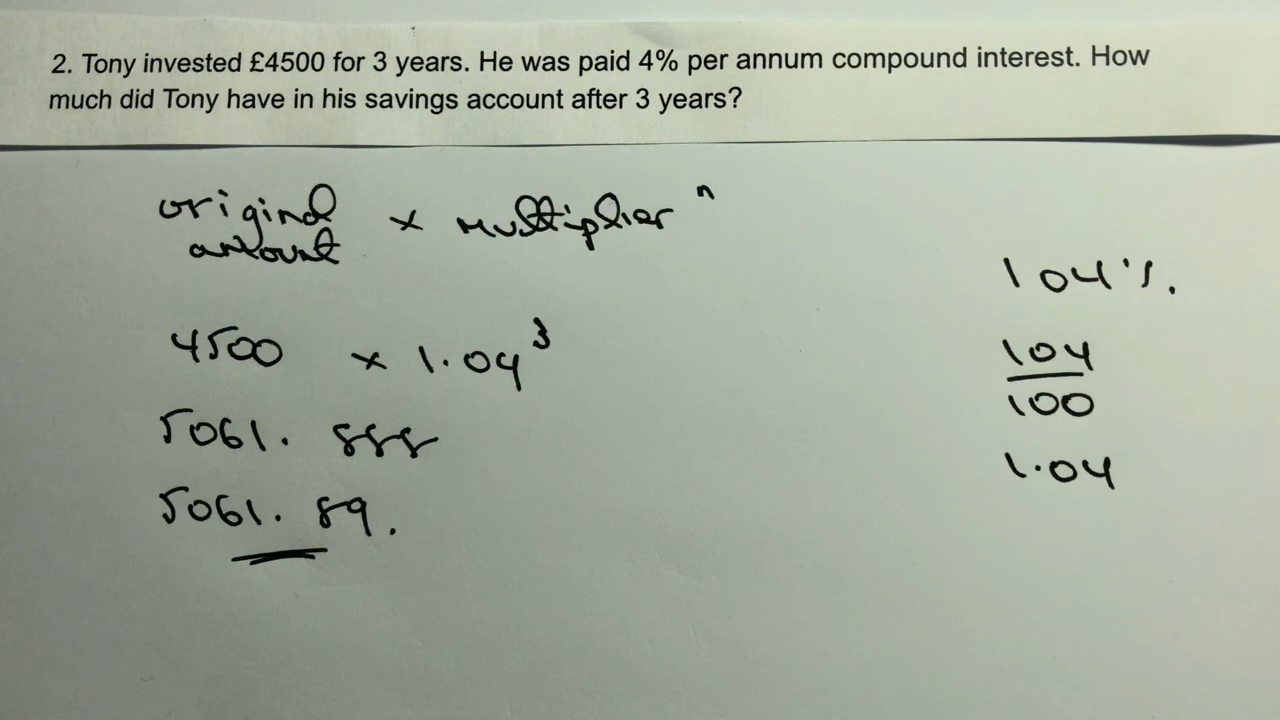 2. Tony invested £4500 for 3 years. He was paid 4% per annum compound interest. How
much did Tony have in his savings account after 3 years?
original amount × multiplier ⁿ
4500 × 1.04³
5061.888
5061.89.
104%.
104
100
1.04